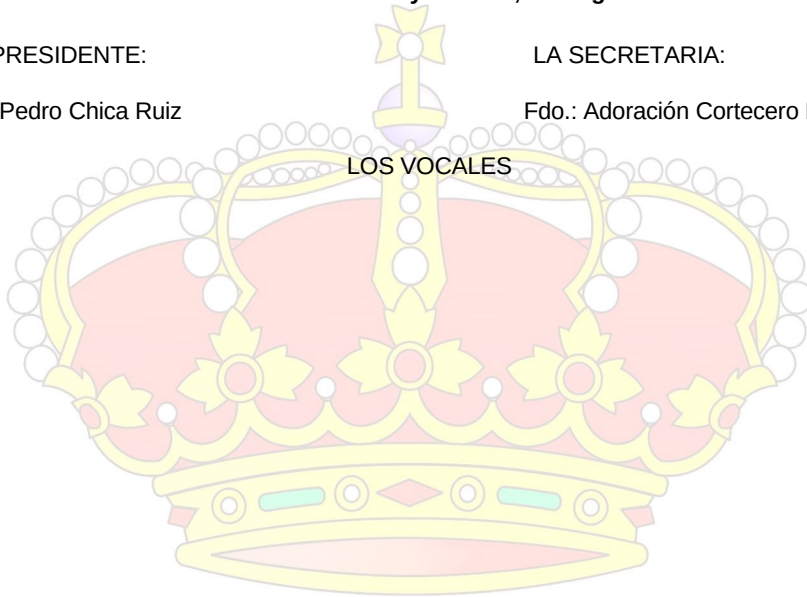 PRESIDENTE: LA SECRETARIA:
Pedro Chica Ruiz Fdo.: Adoración Cortecero
LOS VOCALES